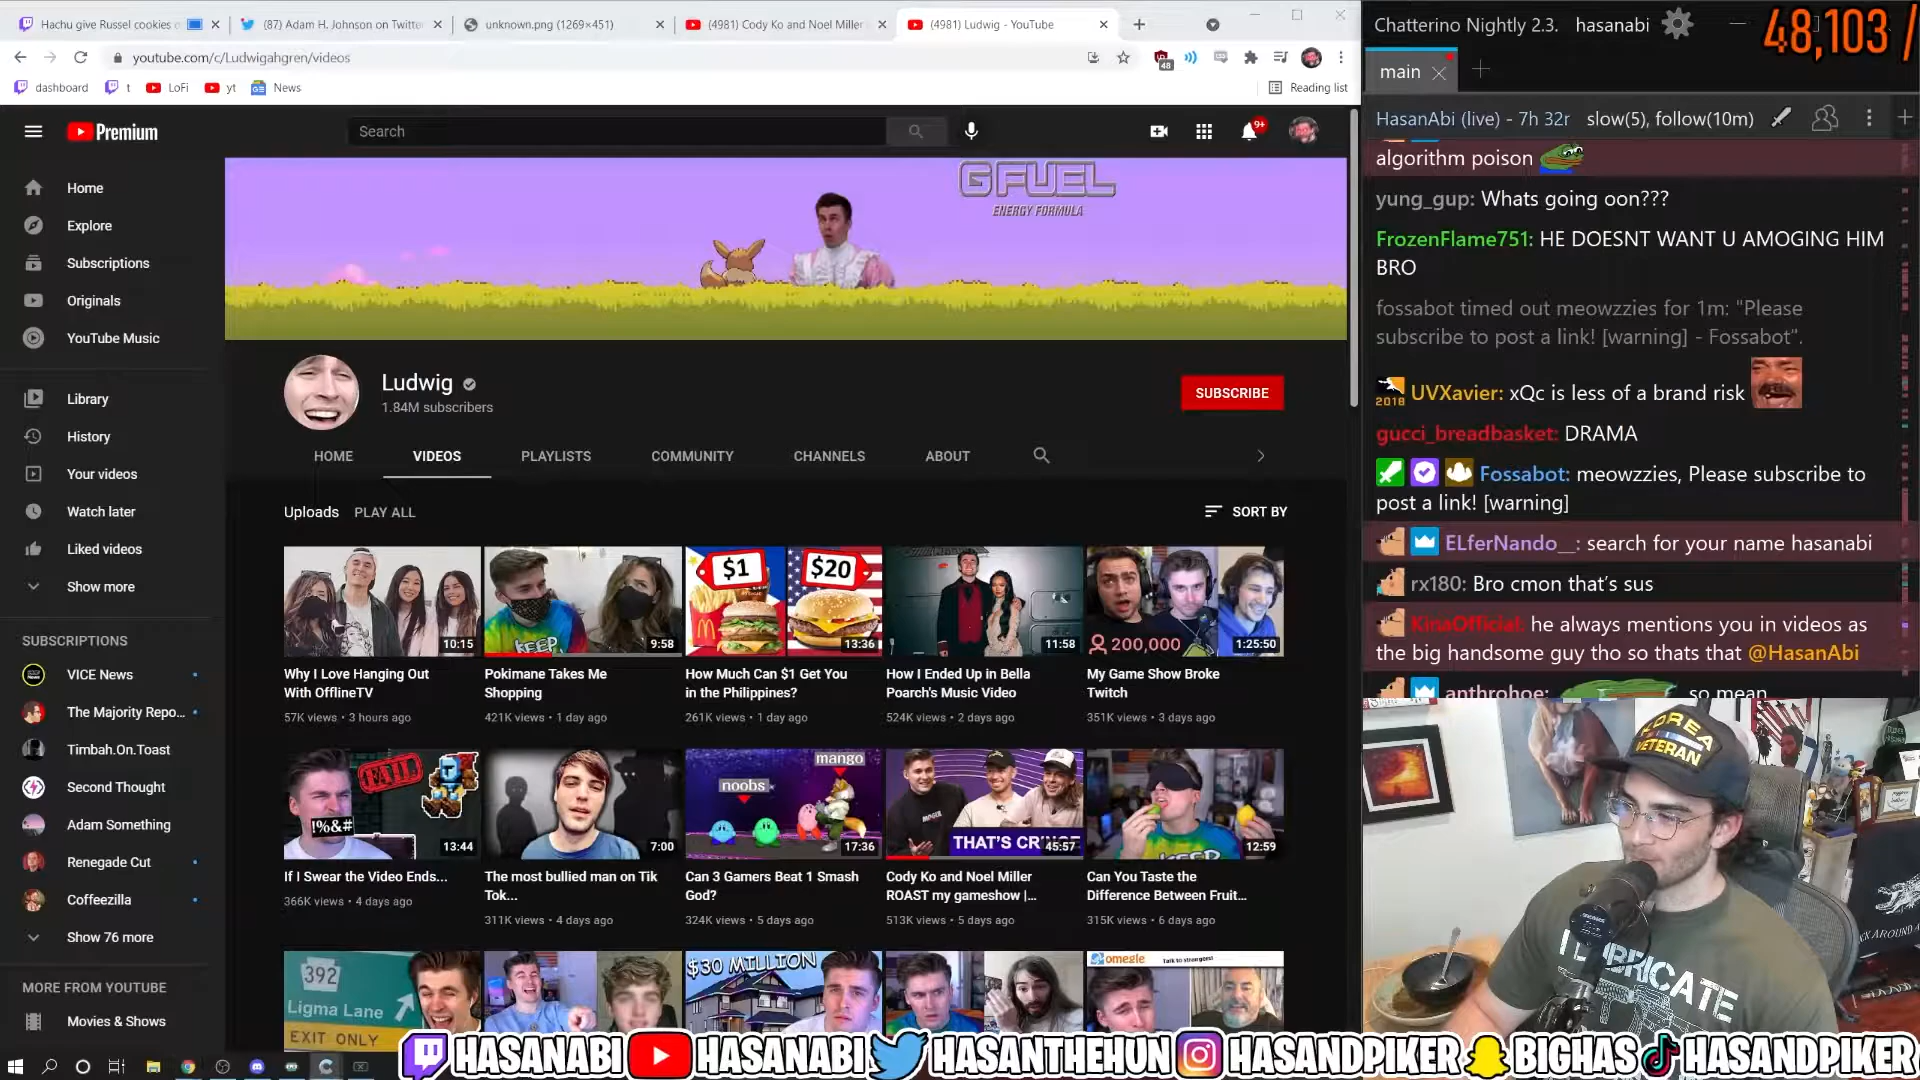 Hachu give Russel cookies
(87) Adam H. Johnson on Twitte
unknown.png (1269×451)
(4981) Cody Ko and Noel Miller
(4981) Ludwig - YouTube
youtube.com/c/Ludwigahgren/videos
48
dashboard
t
LoFi
yt
News
Reading list
Premium
Search
9+
Home
Explore
Subscriptions
Originals
YouTube Music
Library
History
Your videos
Watch later
Liked videos
Show more
SUBSCRIPTIONS
VICE News
The Majority Repo...
Timbah.On.Toast
Second Thought
Adam Something
Renegade Cut
Coffeezilla
Show 76 more
MORE FROM YOUTUBE
Movies & Shows
GFUEL
ENERGY FORMULA
Ludwig
1.84M subscribers
SUBSCRIBE
HOME
VIDEOS
PLAYLISTS
COMMUNITY
CHANNELS
ABOUT
Uploads PLAY ALL
SORT BY
10:15
Why I Love Hanging Out
With OfflineTV
57K views • 3 hours ago
KEEP
9:58
Pokimane Takes Me
Shopping
421K views • 1 day ago
$1
$20
13:36
How Much Can $1 Get You
in the Philippines?
261K views • 1 day ago
11:58
How I Ended Up in Bella
Poarch's Music Video
524K views • 2 days ago
200,000
1:25:50
My Game Show Broke
Twitch
351K views • 3 days ago
FAIL
!%&#
13:44
If I Swear the Video Ends...
366K views • 4 days ago
7:00
The most bullied man on Tik
Tok...
311K views • 4 days ago
mango
noobs
17:36
Can 3 Gamers Beat 1 Smash
God?
324K views • 5 days ago
THAT'S CRINGE
45:57
Cody Ko and Noel Miller
ROAST my gameshow |...
513K views • 5 days ago
KEEP
12:59
Can You Taste the
Difference Between Fruit...
315K views • 6 days ago
392
Ligma Lane
EXIT ONLY
$30 MILLION
omegle
Talk to strangers!
Chatterino Nightly 2.3.
hasanabi
48,103 /
main
HasanAbi (live) - 7h 32r
slow(5), follow(10m)
algorithm poison
yung_gup: Whats going oon???
FrozenFlame751: HE DOESNT WANT U AMOGING HIM
BRO
fossabot timed out meowzzies for 1m: "Please
subscribe to post a link! [warning] - Fossabot".
2018 UVXavier: xQc is less of a brand risk
gucci_breadbasket: DRAMA
Fossabot: meowzzies, Please subscribe to
post a link! [warning]
ELferNando__: search for your name hasanabi
rx180: Bro cmon that's sus
KinaOfficial: he always mentions you in videos as
the big handsome guy tho so thats that @HasanAbi
anthrohoe: so mean
KOREA
VETERAN
I LUBRICATE
HASANABI
HASANABI
HASANTHEHUN
HASANDPIKER
BIGHAS
HASANDPIKER